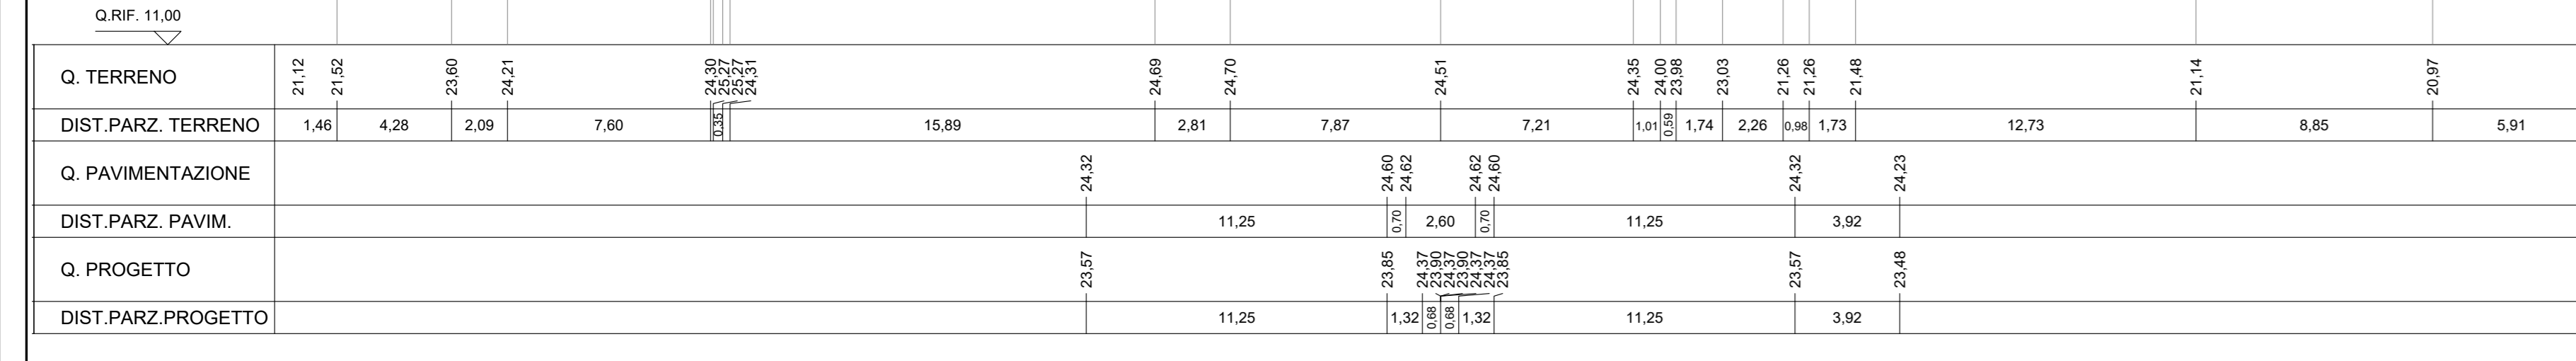 Q.RIF. 11,00
Q. TERRENO 21,12 21,52 23,60 24,21 24,30 25,27 25,27 24,31 24,69 24,70 24,51 24,35 24,00 23,98 23,03 21,26 21,26 21,48 21,14 20,97
DIST.PARZ. TERRENO 1,46 4,28 2,09 7,60 0,35 15,89 2,81 7,87 7,21 1,01 0,59 1,74 2,26 0,98 1,73 12,73 8,85 5,91
Q. PAVIMENTAZIONE 24,32 24,60 24,62 24,62 24,60 24,32 24,23
DIST.PARZ. PAVIM. 11,25 0,70 2,60 0,70 11,25 3,92
Q. PROGETTO 23,57 23,85 24,37 23,90 24,37 23,90 24,37 24,37 23,85 23,57 23,48
DIST.PARZ.PROGETTO 11,25 1,32 0,68 0,68 1,32 11,25 3,92